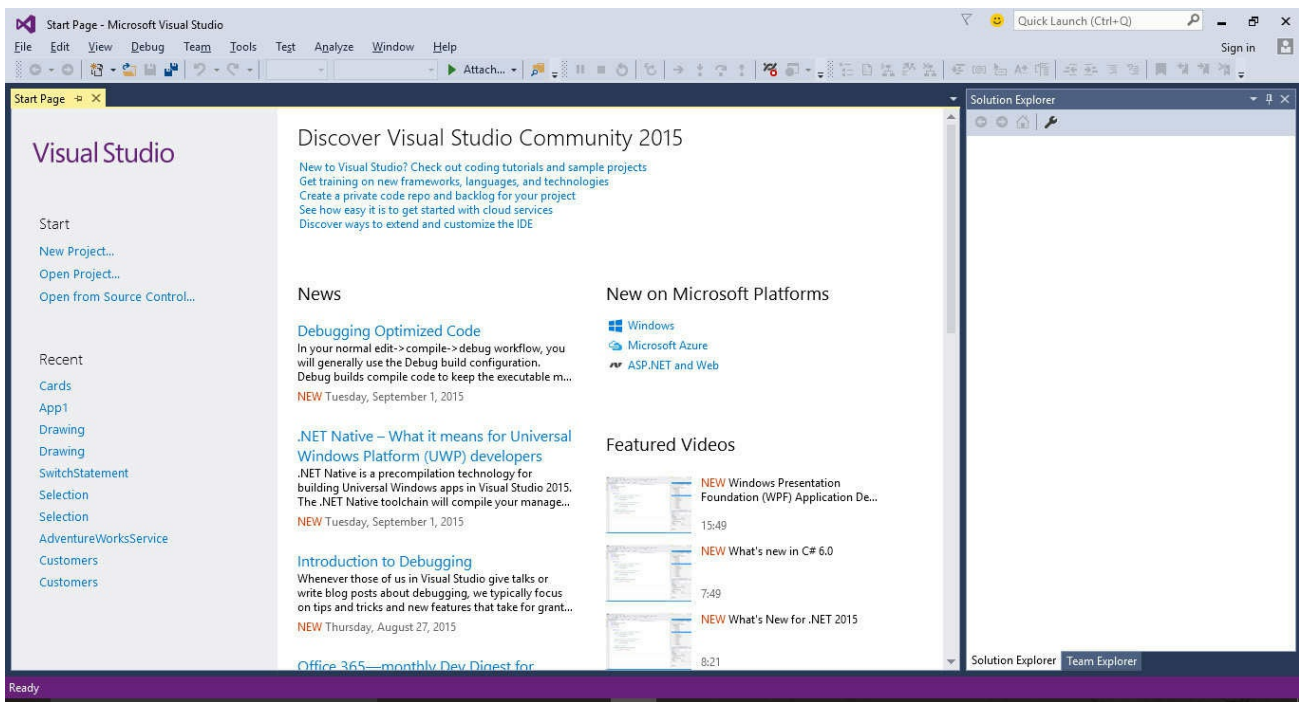 Start Page - Microsoft Visual Studio
Quick Launch (Ctrl+Q)
File Edit View Debug Team Tools Test Analyze Window Help
Sign in
Attach...
Start Page
Solution Explorer
Visual Studio
Start
New Project...
Open Project...
Open from Source Control...
Recent
Cards
App1
Drawing
Drawing
SwitchStatement
Selection
Selection
AdventureWorksService
Customers
Customers
Discover Visual Studio Community 2015
New to Visual Studio? Check out coding tutorials and sample projects
Get training on new frameworks, languages, and technologies
Create a private code repo and backlog for your project
See how easy it is to get started with cloud services
Discover ways to extend and customize the IDE
News
Debugging Optimized Code
In your normal edit->compile->debug workflow, you
will generally use the Debug build configuration.
Debug builds compile code to keep the executable m...
NEW Tuesday, September 1, 2015
.NET Native – What it means for Universal
Windows Platform (UWP) developers
.NET Native is a precompilation technology for
building Universal Windows apps in Visual Studio 2015.
The .NET Native toolchain will compile your manage...
NEW Tuesday, September 1, 2015
Introduction to Debugging
Whenever those of us in Visual Studio give talks or
write blog posts about debugging, we typically focus
on tips and tricks and new features that take for grant...
NEW Thursday, August 27, 2015
Office 365—monthly Dev Digest for
New on Microsoft Platforms
Windows
Microsoft Azure
ASP.NET and Web
Featured Videos
NEW Windows Presentation
Foundation (WPF) Application De...
15:49
NEW What's new in C# 6.0
7:49
NEW What's New for .NET 2015
8:21
Solution Explorer Team Explorer
Ready